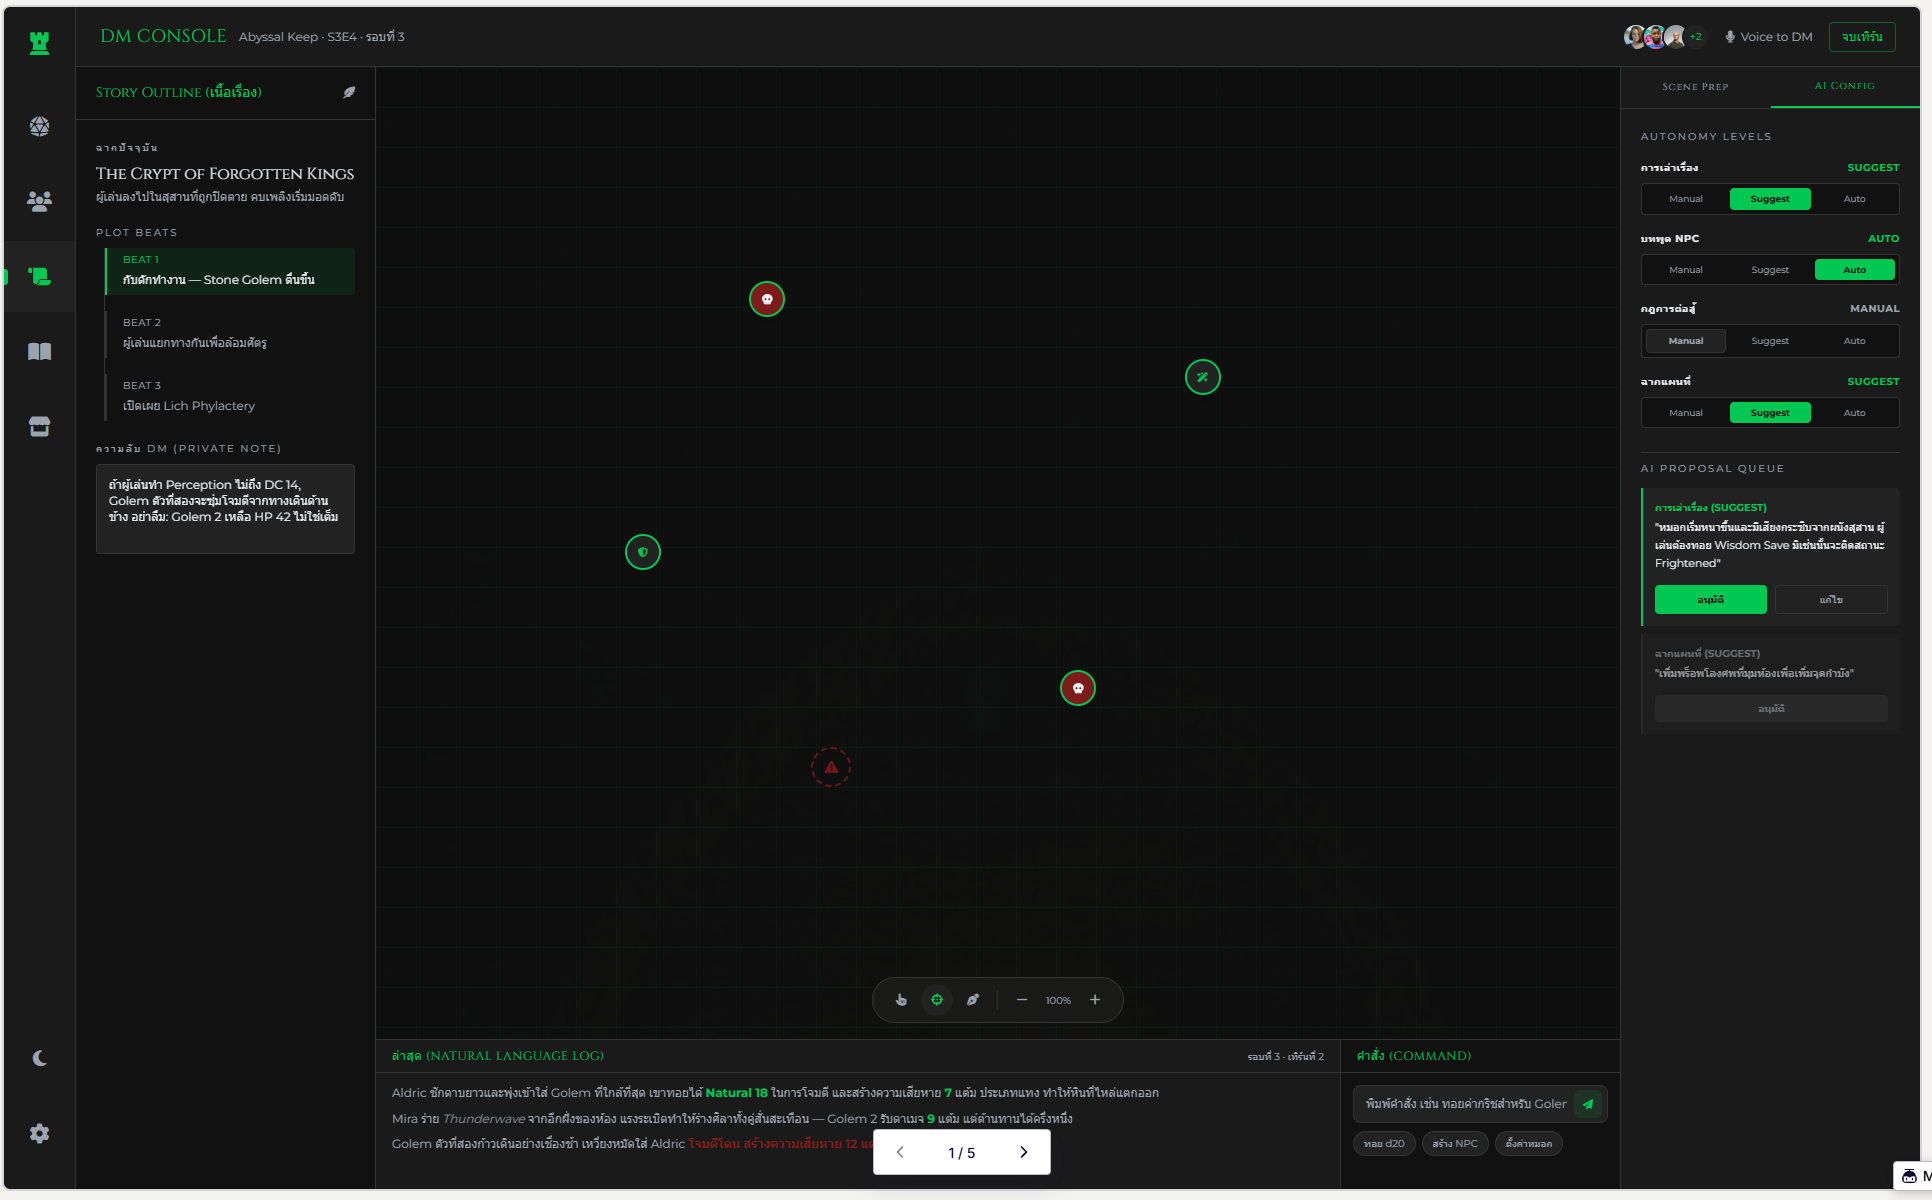 DM CONSOLE
Abyssal Keep · S3E4 · รอบที่ 3
+2
Voice to DM
จบเทิร์น
STORY OUTLINE (เนื้อเรื่อง)
ฉากปัจจุบัน
THE CRYPT OF FORGOTTEN KINGS
ผู้เล่นลงไปในสุสานที่ถูกปิดตาย คบเพลิงเริ่มมอดดับ
PLOT BEATS
BEAT 1
กับดักทำงาน — Stone Golem ตื่นขึ้น
BEAT 2
ผู้เล่นแยกทางกันเพื่อล้อมศัตรู
BEAT 3
เปิดเผย Lich Phylactery
ความลับ DM (PRIVATE NOTE)
ถ้าผู้เล่นทำ Perception ไม่ถึง DC 14,
Golem ตัวที่สองจะซุ่มโจมตีจากทางเดินด้าน
ข้าง อย่าลืม: Golem 2 เหลือ HP 42 ไม่ใช่เต็ม
100%
ล่าสุด (NATURAL LANGUAGE LOG)
รอบที่ 3 · เทิร์นที่ 2
Aldric ชักดาบยาวและพุ่งเข้าใส่ Golem ที่ใกล้ที่สุด เขาทอยได้ Natural 18 ในการโจมตี และสร้างความเสียหาย 7 แต้ม ประเภทแทง ทำให้หินที่ไหล่แตกออก
Mira ร่าย Thunderwave จากอีกฝั่งของห้อง แรงระเบิดทำให้ร่างศิลาทั้งคู่สั่นสะเทือน — Golem 2 รับดาเมจ 9 แต้ม แต่ต้านทานได้ครึ่งหนึ่ง
Golem ตัวที่สองก้าวเดินอย่างเชื่องช้า เหวี่ยงหมัดใส่ Aldric โจมตีโดน สร้างความเสียหาย 12
1 / 5
คำสั่ง (COMMAND)
พิมพ์คำสั่ง เช่น ทอยค่ากริชสำหรับ Goler
ทอย d20
สร้าง NPC
ตั้งค่าหมอก
SCENE PREP
AI CONFIG
AUTONOMY LEVELS
การเล่าเรื่อง
SUGGEST
Manual
Suggest
Auto
บทพูด NPC
AUTO
Manual
Suggest
Auto
กฎการต่อสู้
MANUAL
Manual
Suggest
Auto
ฉากแผนที่
SUGGEST
Manual
Suggest
Auto
AI PROPOSAL QUEUE
การเล่าเรื่อง (SUGGEST)
"หมอกเริ่มหนาขึ้นและมีเสียงกระซิบจากผนังสุสาน ผู้
เล่นต้องทอย Wisdom Save มิเช่นนั้นจะติดสถานะ
Frightened"
อนุมัติ
แก้ไข
ฉากแผนที่ (SUGGEST)
"เพิ่มพร็อพโลงศพที่มุมห้องเพื่อเพิ่มจุดกำบัง"
อนุมัติ